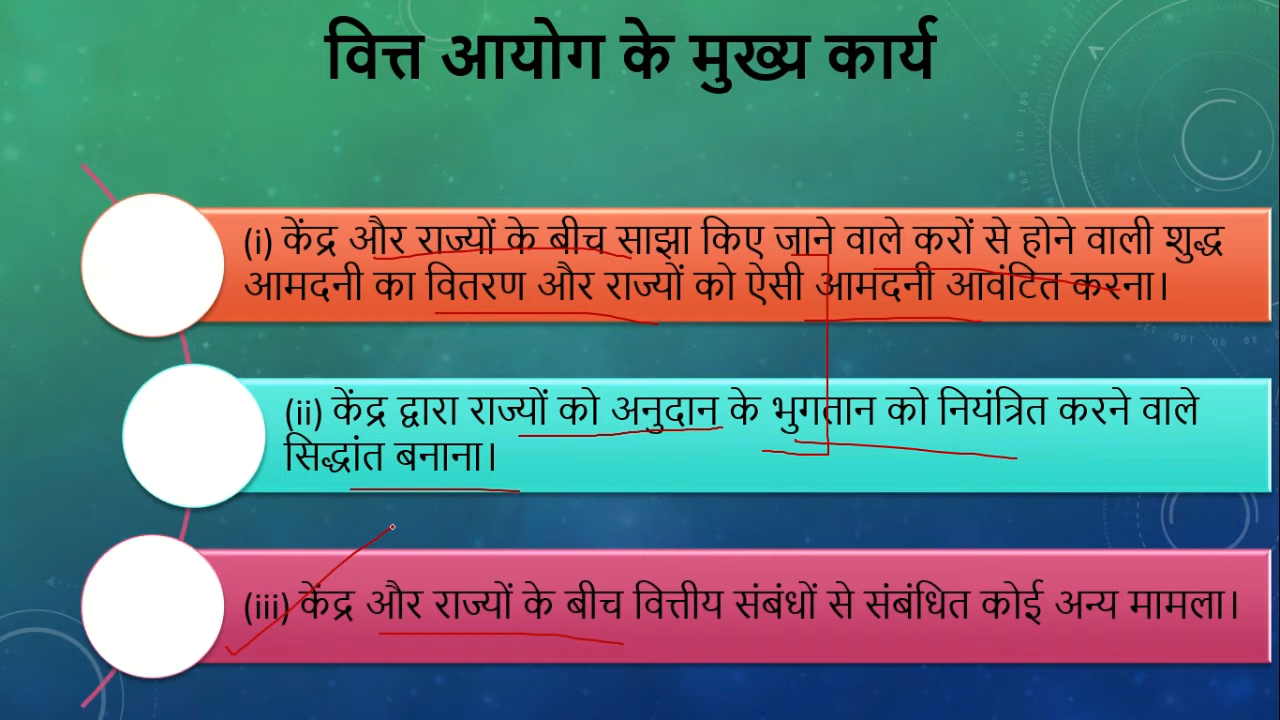 वित्त आयोग के मुख्य कार्य
(i) केंद्र और राज्यों के बीच साझा किए जाने वाले करों से होने वाली शुद्ध
आमदनी का वितरण और राज्यों को ऐसी आमदनी आवंटित करना।
(ii) केंद्र द्वारा राज्यों को अनुदान के भुगतान को नियंत्रित करने वाले
सिद्धांत बनाना।
(iii) केंद्र और राज्यों के बीच वित्तीय संबंधों से संबंधित कोई अन्य मामला।